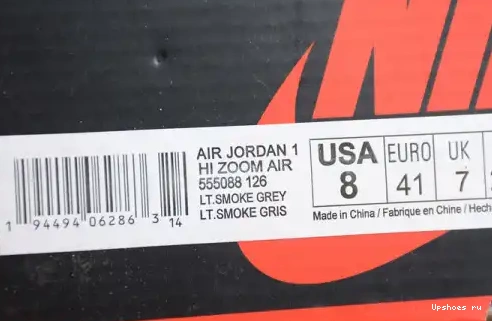 NIKE
AIR JORDAN 1
HI ZOOM AIR
555088 126
LT.SMOKE GREY
LT.SMOKE GRIS
USA EURO UK
8 41 7
Made in China / Fabrique en Chine / Hech
1 94494 06286 3 14
Upshoes ru